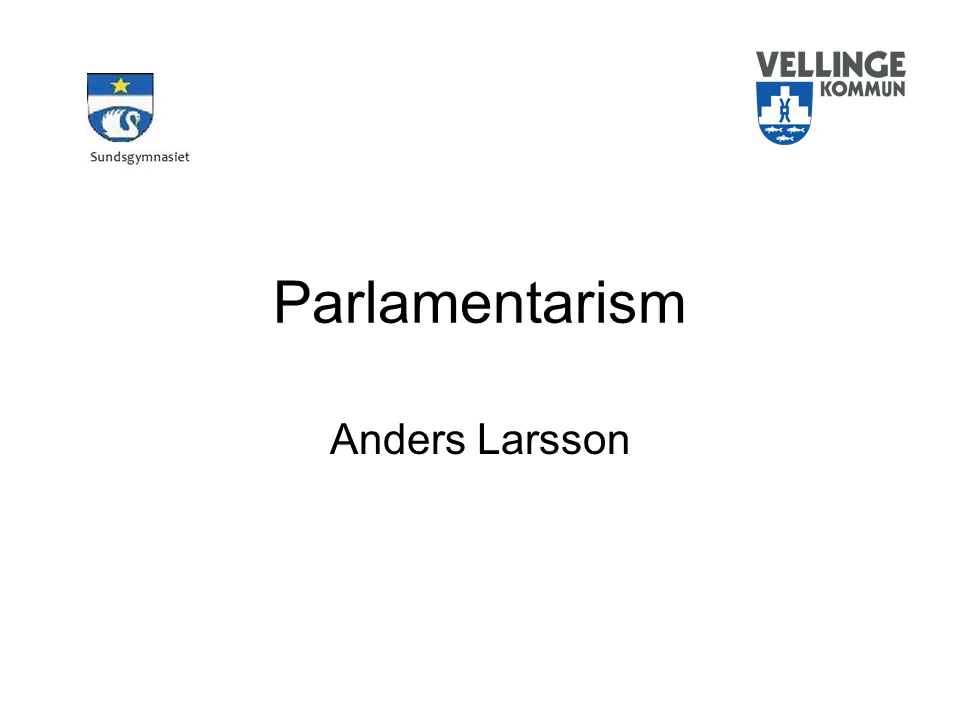 VELLINGE
KOMMUN
Sundsgymnasiet
Parlamentarism
Anders Larsson